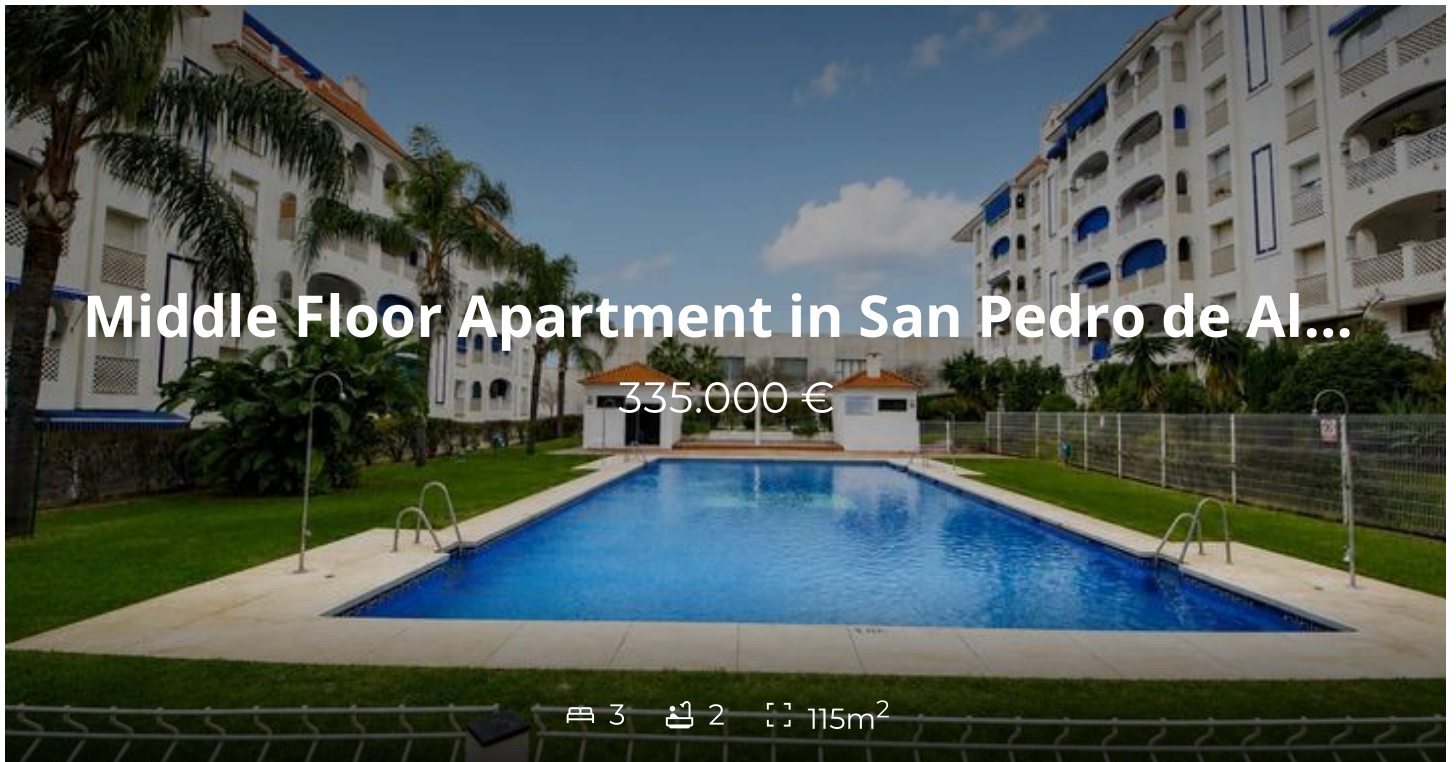 Middle Floor Apartment in San Pedro de Al...
335.000 €
3 2 115m²